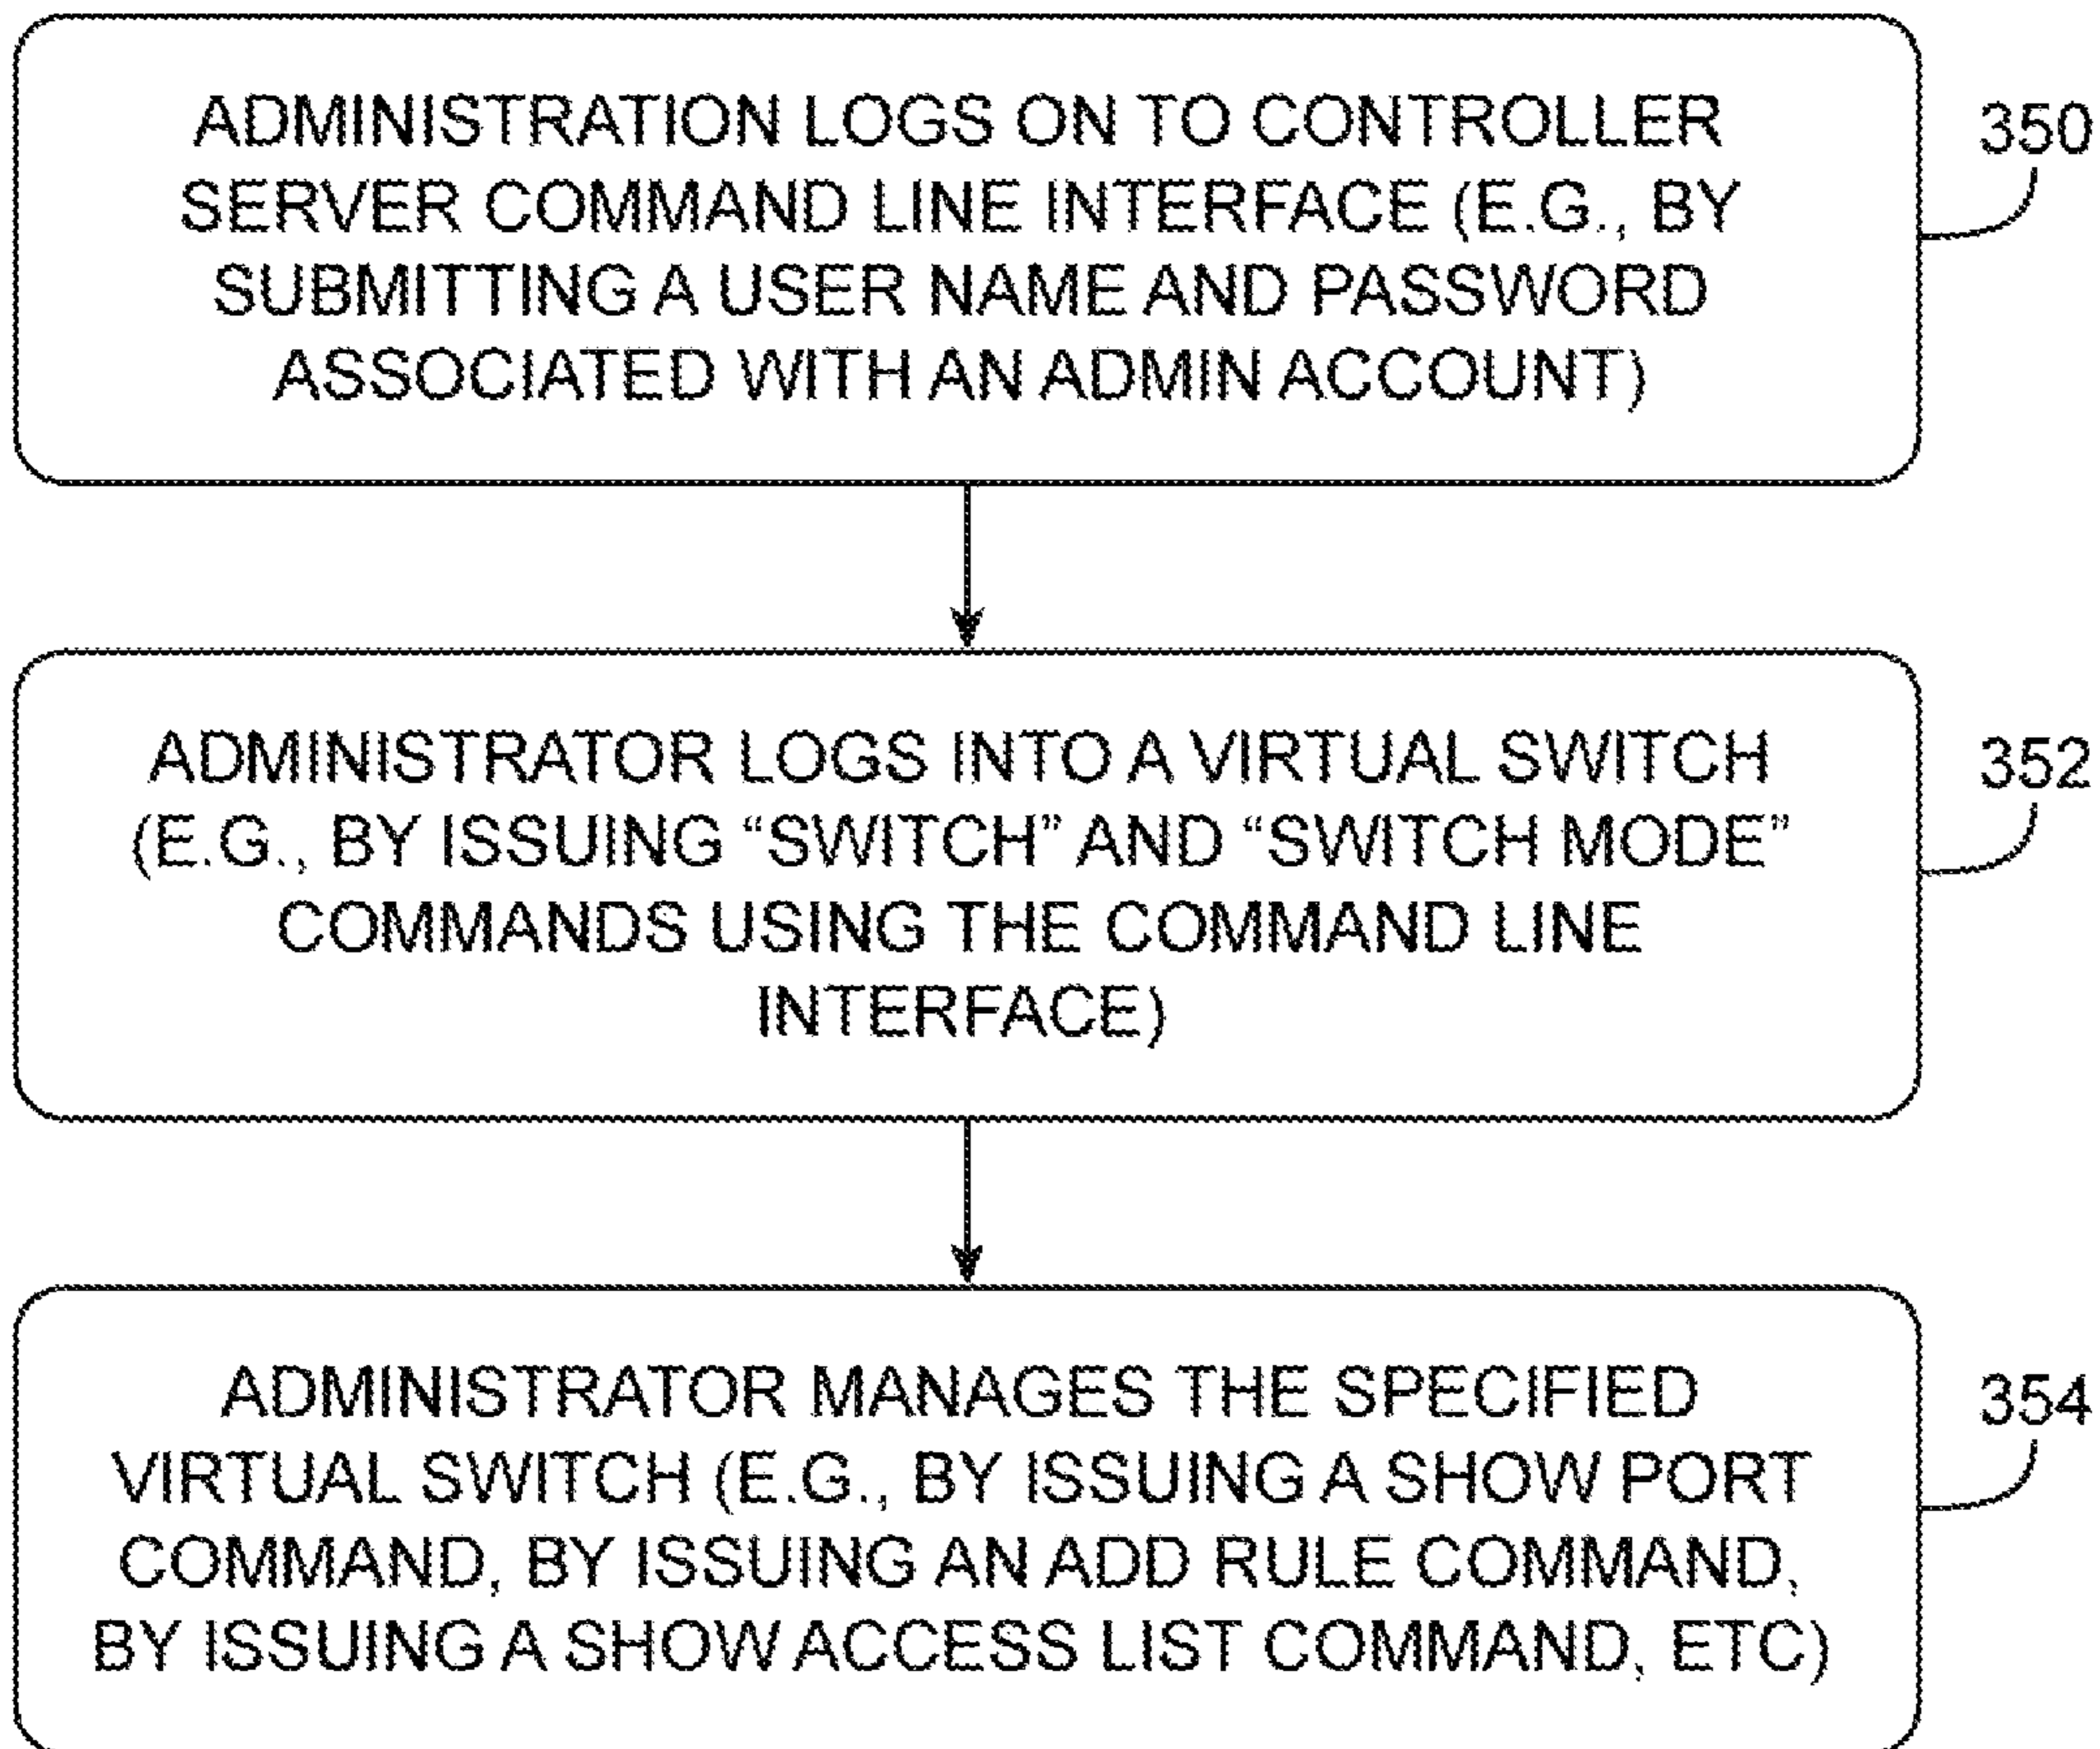 ADMINISTRATION LOGS ON TO CONTROLLER
SERVER COMMAND LINE INTERFACE (E.G., BY
SUBMITTING A USER NAME AND PASSWORD
ASSOCIATED WITH AN ADMIN ACCOUNT)
350
ADMINISTRATOR LOGS INTO A VIRTUAL SWITCH
(E.G., BY ISSUING “SWITCH” AND “SWITCH MODE”
COMMANDS USING THE COMMAND LINE
INTERFACE)
352
ADMINISTRATOR MANAGES THE SPECIFIED
VIRTUAL SWITCH (E.G., BY ISSUING A SHOW PORT
COMMAND, BY ISSUING AN ADD RULE COMMAND,
BY ISSUING A SHOW ACCESS LIST COMMAND, ETC)
354